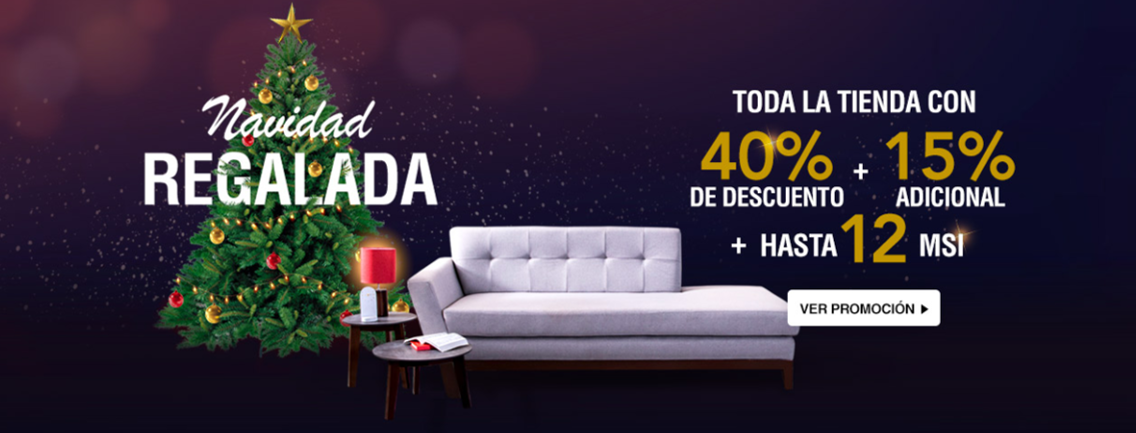 Navidad
REGALADA
TODA LA TIENDA CON
40% + 15%
DE DESCUENTO ADICIONAL
+ HASTA 12 MSI
VER PROMOCIÓN ▶